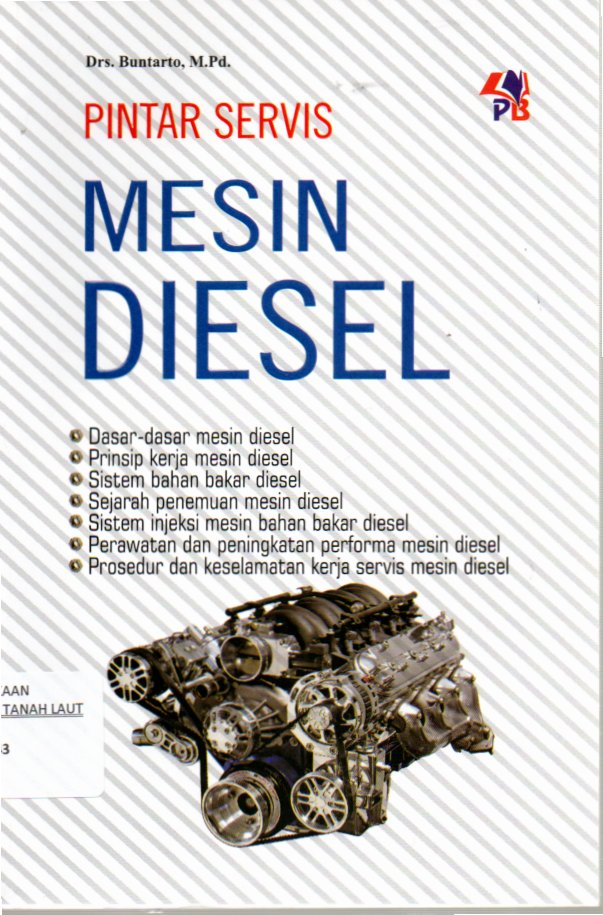 Drs. Buntarto, M.Pd.
PB
PINTAR SERVIS
MESIN
DIESEL
Dasar-dasar mesin diesel
Prinsip kerja mesin diesel
Sistem bahan bakar diesel
Sejarah penemuan mesin diesel
Sistem injeksi mesin bahan bakar diesel
Perawatan dan peningkatan performa mesin diesel
Prosedur dan keselamatan kerja servis mesin diesel
AAN
TANAH LAUT
3